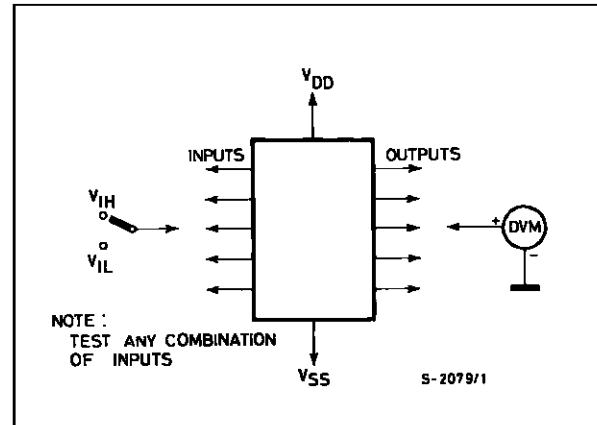 VDD
INPUTS
OUTPUTS
VIH
VIL
+
DVM
-
NOTE :
TEST ANY COMBINATION
OF INPUTS
VSS
S-2079/1